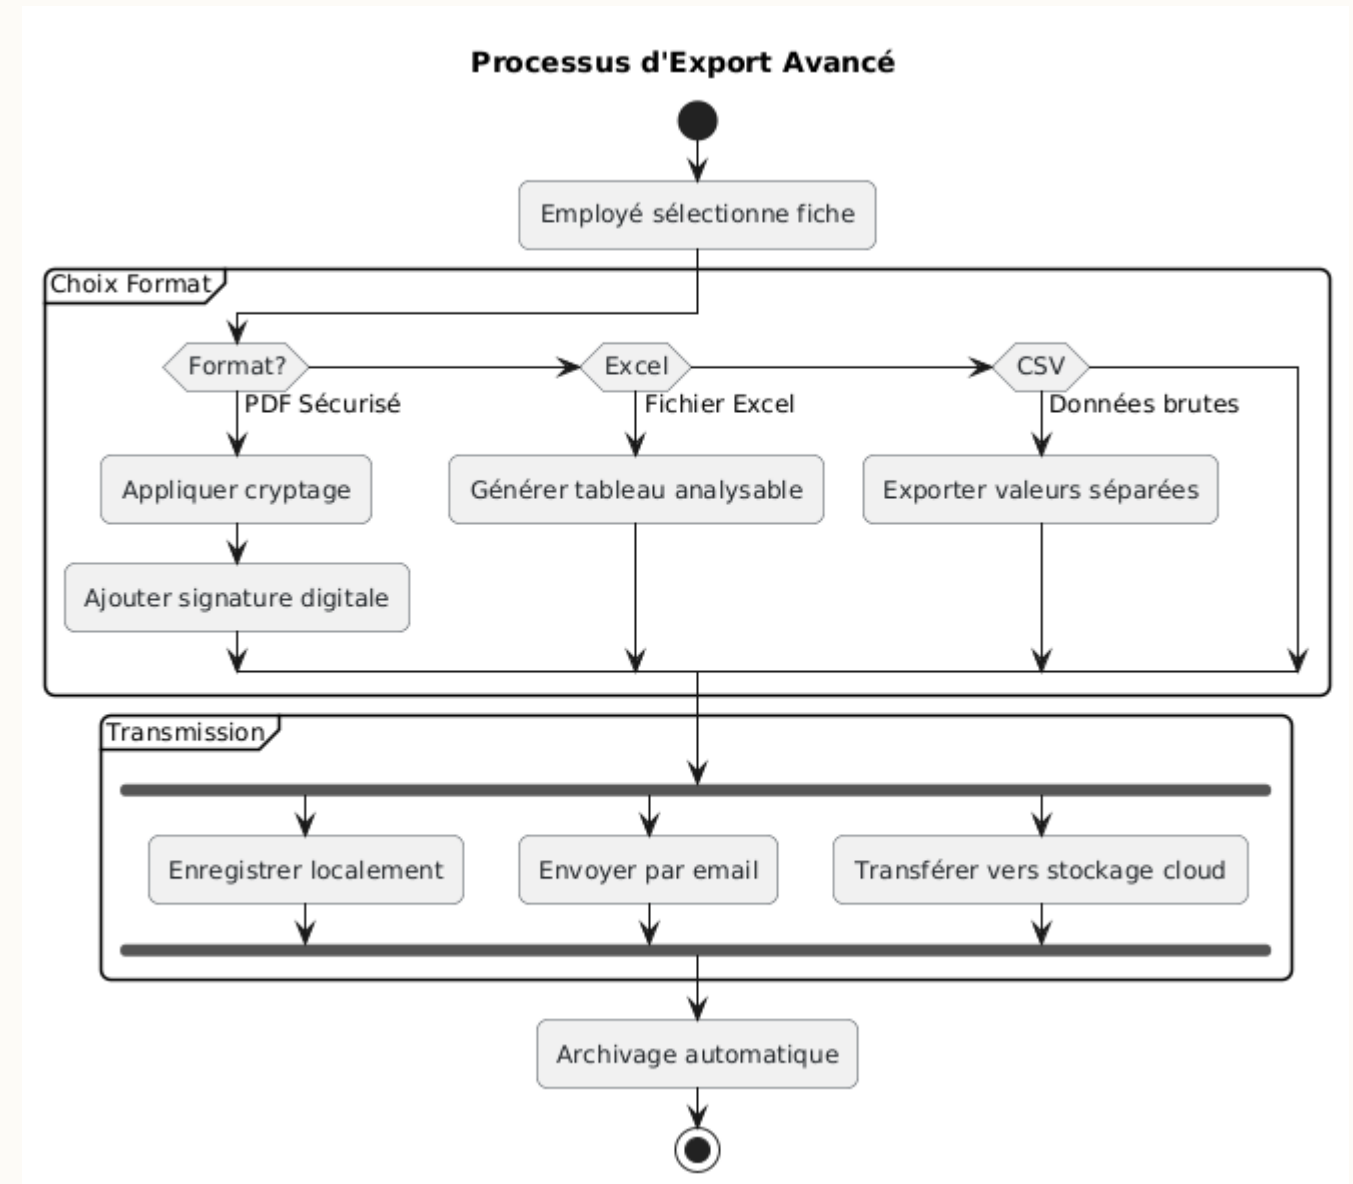 Processus d'Export Avancé
Employé sélectionne fiche
Choix Format
Format?
Excel
CSV
PDF Sécurisé
Fichier Excel
Données brutes
Appliquer cryptage
Générer tableau analysable
Exporter valeurs séparées
Ajouter signature digitale
Transmission
Enregistrer localement
Envoyer par email
Transférer vers stockage cloud
Archivage automatique